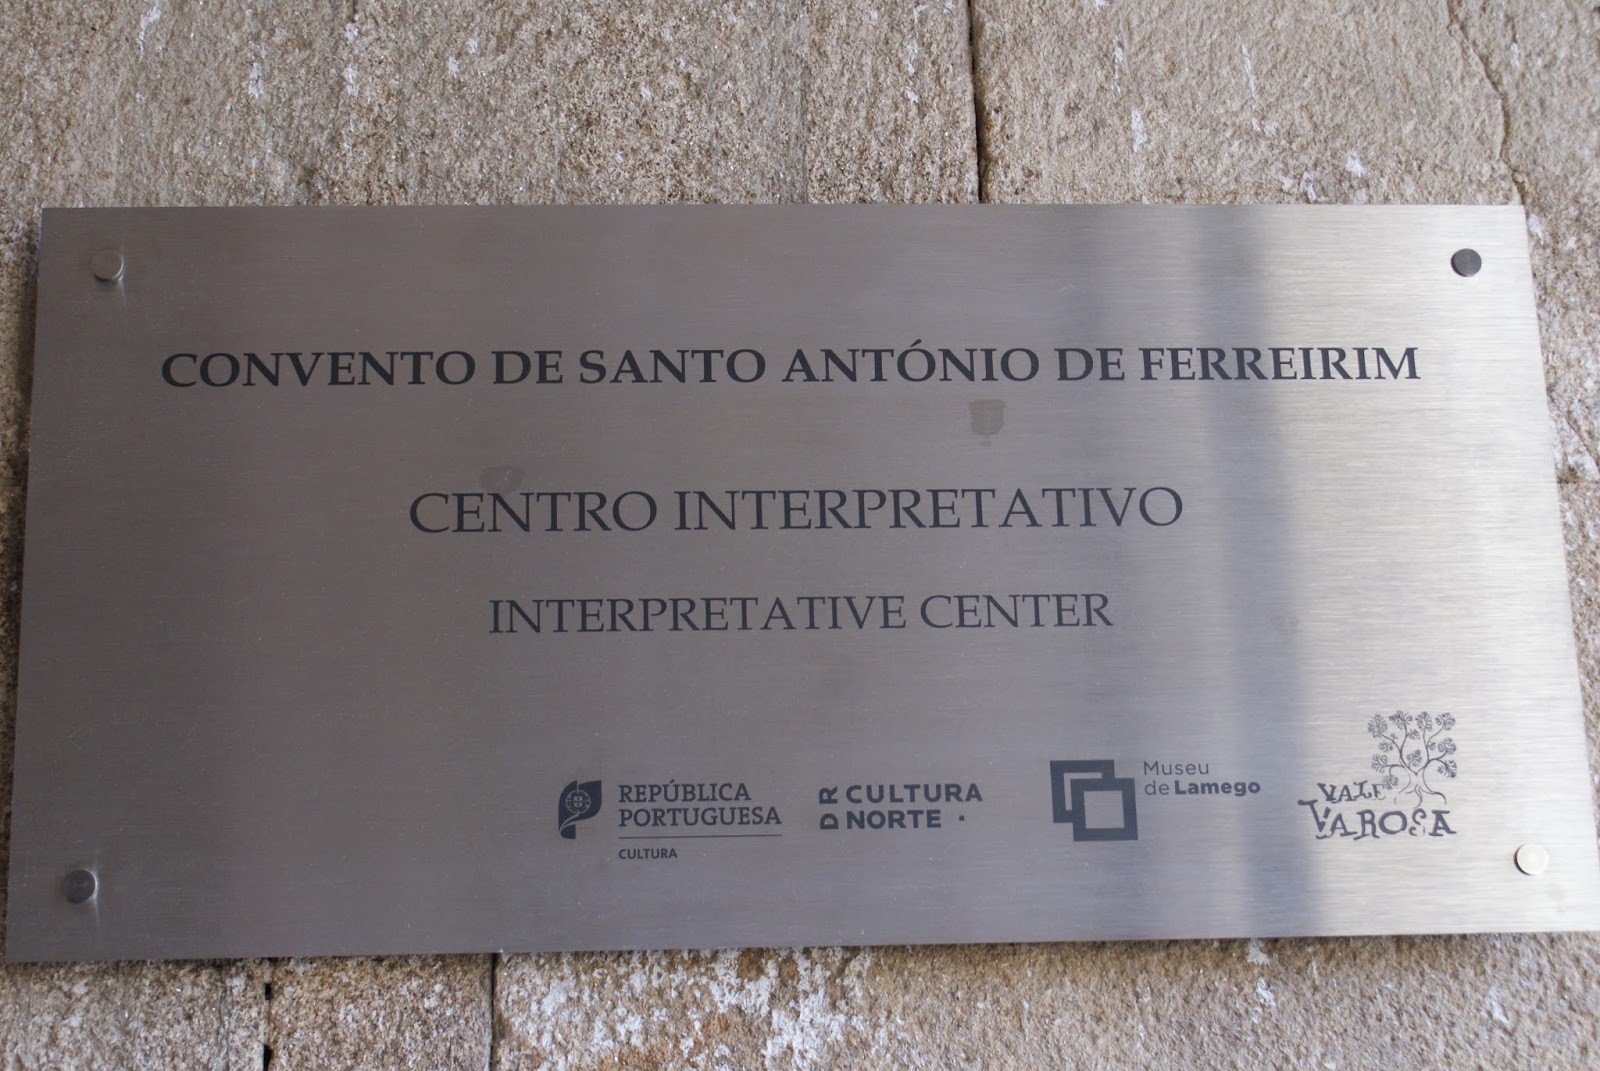 CONVENTO DE SANTO ANTÓNIO DE FERREIRIM
CENTRO INTERPRETATIVO
INTERPRETATIVE CENTER
REPÚBLICA
PORTUGUESA
CULTURA
DR CULTURA
NORTE
Museu
de Lamego
VALE
VAROSA